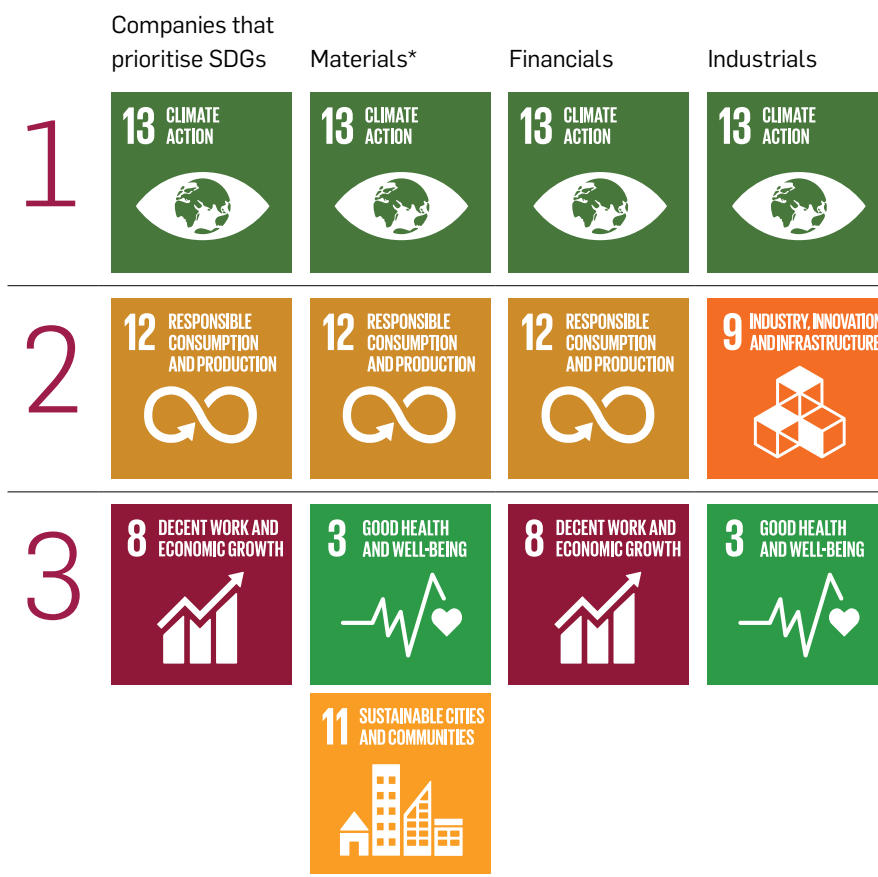 Companies that
prioritise SDGs
Materials*
Financials
Industrials
1
13 CLIMATE
ACTION
13 CLIMATE
ACTION
13 CLIMATE
ACTION
13 CLIMATE
ACTION
2
12 RESPONSIBLE
CONSUMPTION
AND PRODUCTION
12 RESPONSIBLE
CONSUMPTION
AND PRODUCTION
12 RESPONSIBLE
CONSUMPTION
AND PRODUCTION
9 INDUSTRY, INNOVATION
AND INFRASTRUCTURE
3
8 DECENT WORK AND
ECONOMIC GROWTH
3 GOOD HEALTH
AND WELL-BEING
8 DECENT WORK AND
ECONOMIC GROWTH
3 GOOD HEALTH
AND WELL-BEING
11 SUSTAINABLE CITIES
AND COMMUNITIES